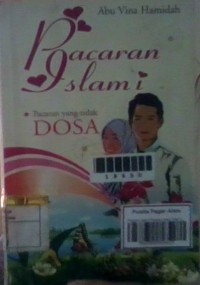 Abu Vina Hamidah
Pacaran
Islami
Pacaran yang tidak
DOSA